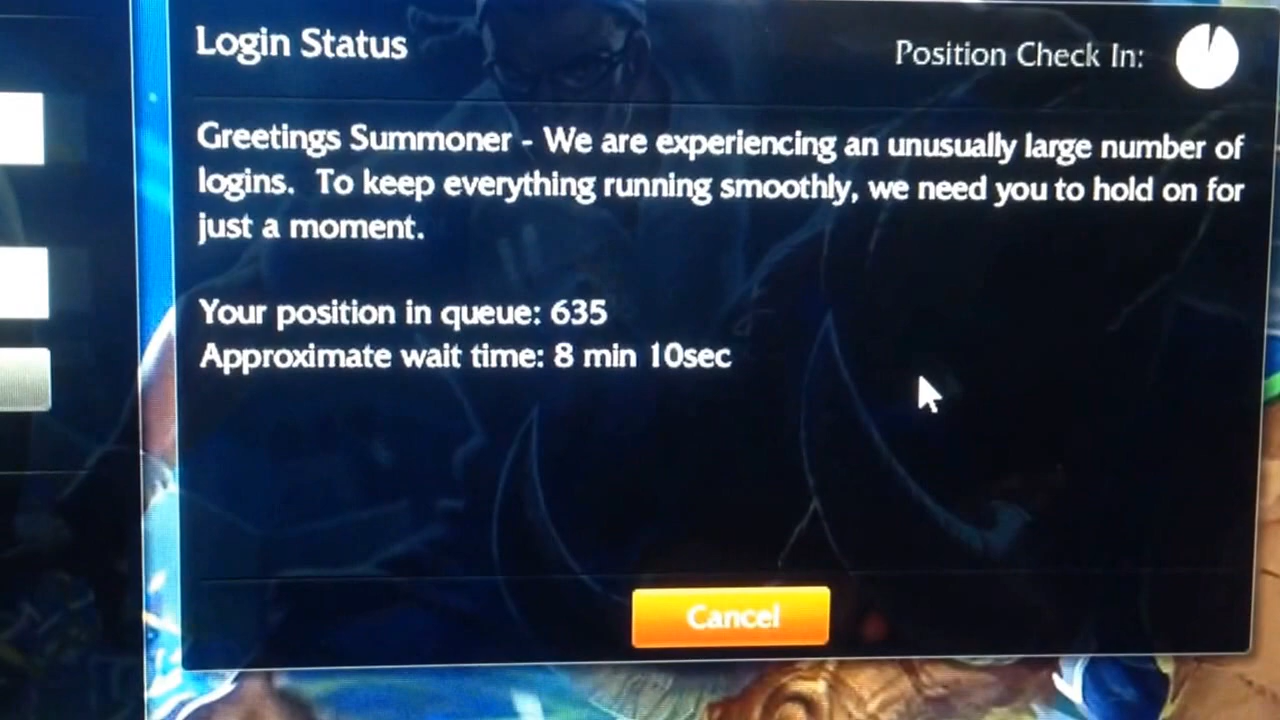 Login Status
Position Check In:
Greetings Summoner - We are experiencing an unusually large number of
logins.  To keep everything running smoothly, we need you to hold on for
just a moment.
Your position in queue: 635
Approximate wait time: 8 min 10sec
Cancel